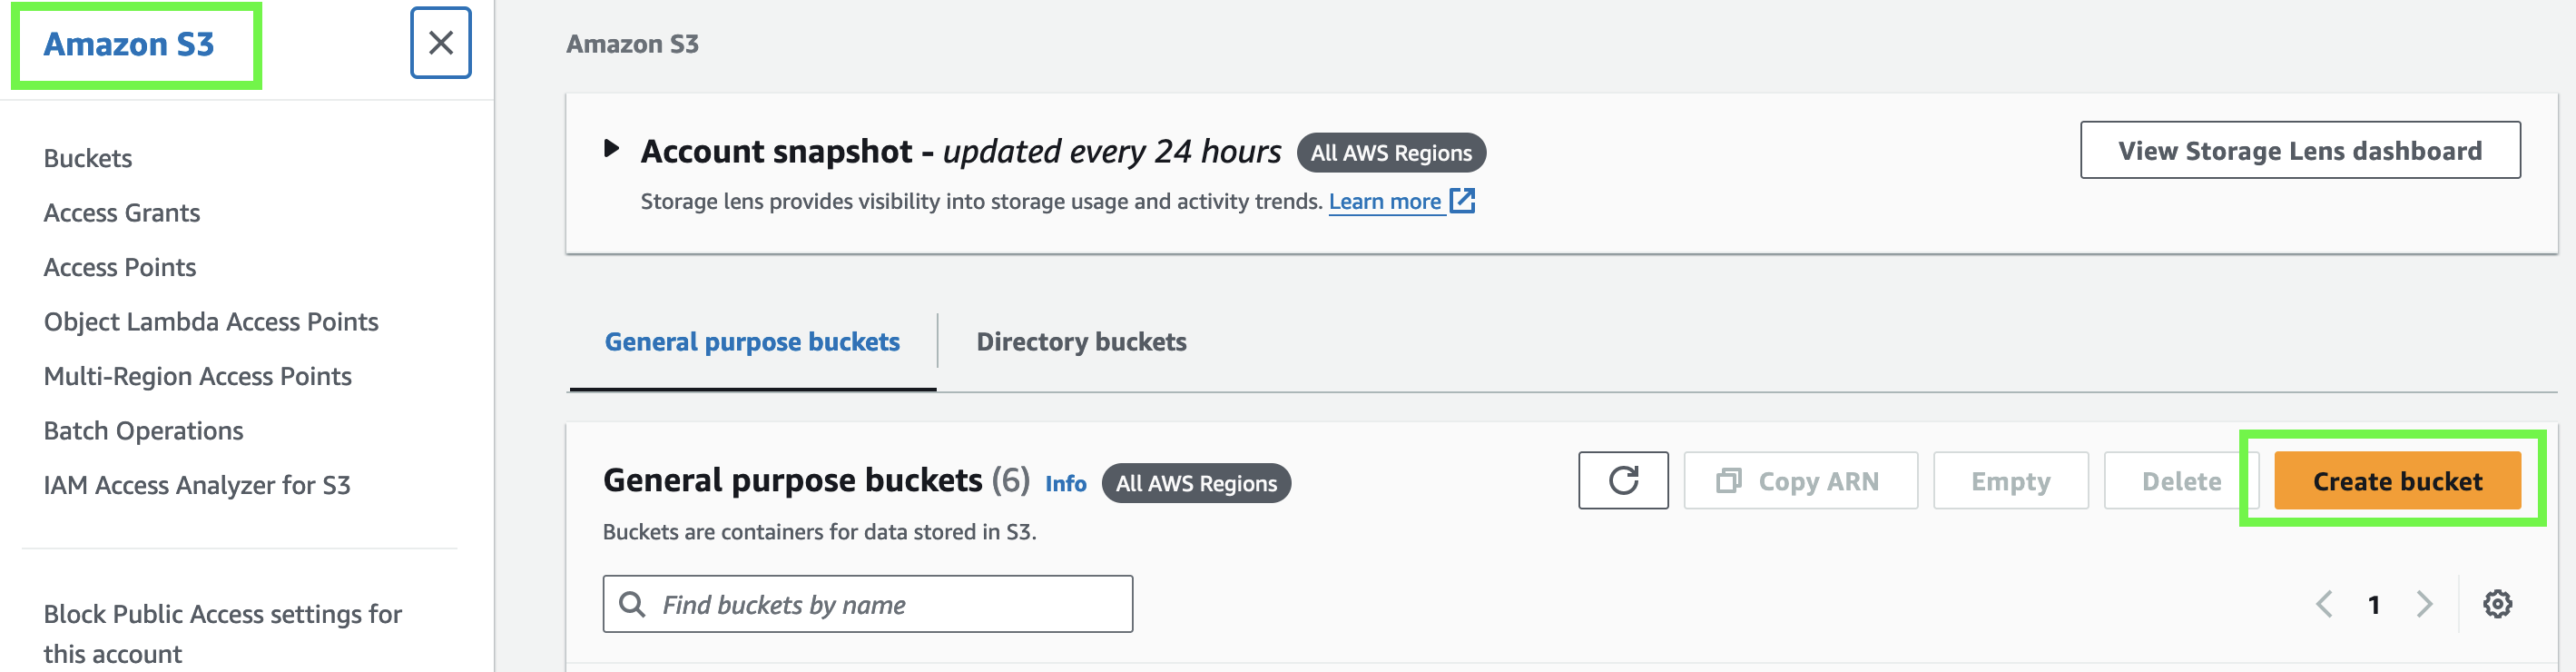 Amazon S3
Buckets
Access Grants
Access Points
Object Lambda Access Points
Multi-Region Access Points
Batch Operations
IAM Access Analyzer for S3
Block Public Access settings for
this account
Amazon S3
Account snapshot - updated every 24 hours All AWS Regions
View Storage Lens dashboard
Storage lens provides visibility into storage usage and activity trends. Learn more
General purpose buckets
Directory buckets
General purpose buckets (6) Info All AWS Regions
Copy ARN
Empty
Delete
Create bucket
Buckets are containers for data stored in S3.
Find buckets by name
1